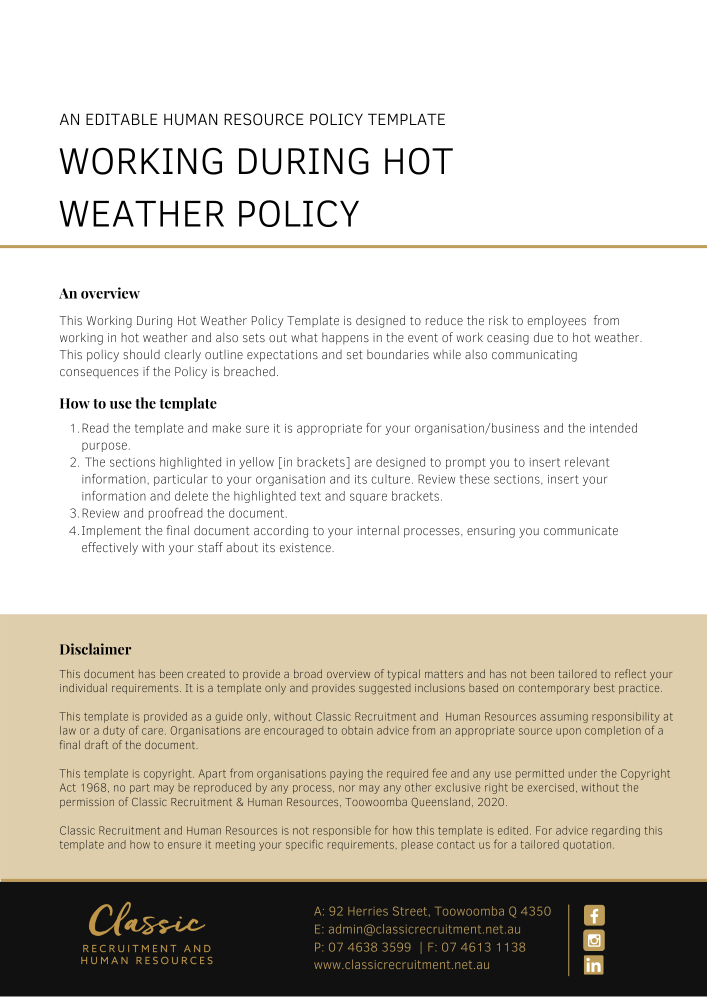 AN EDITABLE HUMAN RESOURCE POLICY TEMPLATE
WORKING DURING HOT
WEATHER POLICY
An overview
This Working During Hot Weather Policy Template is designed to reduce the risk to employees  from
working in hot weather and also sets out what happens in the event of work ceasing due to hot weather.
This policy should clearly outline expectations and set boundaries while also communicating
consequences if the Policy is breached.
How to use the template
1. Read the template and make sure it is appropriate for your organisation/business and the intended
purpose.
2.  The sections highlighted in yellow [in brackets] are designed to prompt you to insert relevant
information, particular to your organisation and its culture. Review these sections, insert your
information and delete the highlighted text and square brackets.
3. Review and proofread the document.
4. Implement the final document according to your internal processes, ensuring you communicate
effectively with your staff about its existence.
Disclaimer
This document has been created to provide a broad overview of typical matters and has not been tailored to reflect your
individual requirements. It is a template only and provides suggested inclusions based on contemporary best practice.
This template is provided as a guide only, without Classic Recruitment and  Human Resources assuming responsibility at
law or a duty of care. Organisations are encouraged to obtain advice from an appropriate source upon completion of a
final draft of the document.
This template is copyright. Apart from organisations paying the required fee and any use permitted under the Copyright
Act 1968, no part may be reproduced by any process, nor may any other exclusive right be exercised, without the
permission of Classic Recruitment & Human Resources, Toowoomba Queensland, 2020.
Classic Recruitment and Human Resources is not responsible for how this template is edited. For advice regarding this
template and how to ensure it meeting your specific requirements, please contact us for a tailored quotation.
Classic
RECRUITMENT AND
HUMAN RESOURCES
A: 92 Herries Street, Toowoomba Q 4350
E: admin@classicrecruitment.net.au
P: 07 4638 3599  | F: 07 4613 1138
www.classicrecruitment.net.au